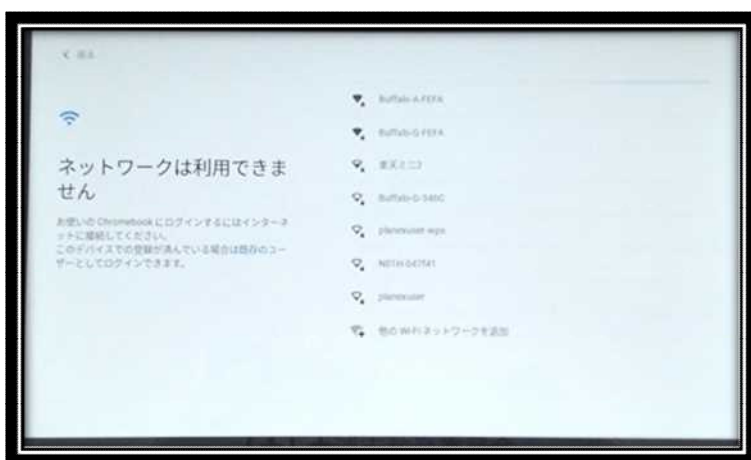 ネットワークは利用できま
せん
お使いの Chromebook にログインするにはインターネ
ットに接続してください。
このデバイスでの登録が済んでいる場合は既存のユー
ザーとしてログインできます。
Buffalo-A-FEFA
Buffalo-G-FEFA
Buffalo-G-3460
planexuser-wps
planexuser
他の Wi-Fi ネットワークを追加